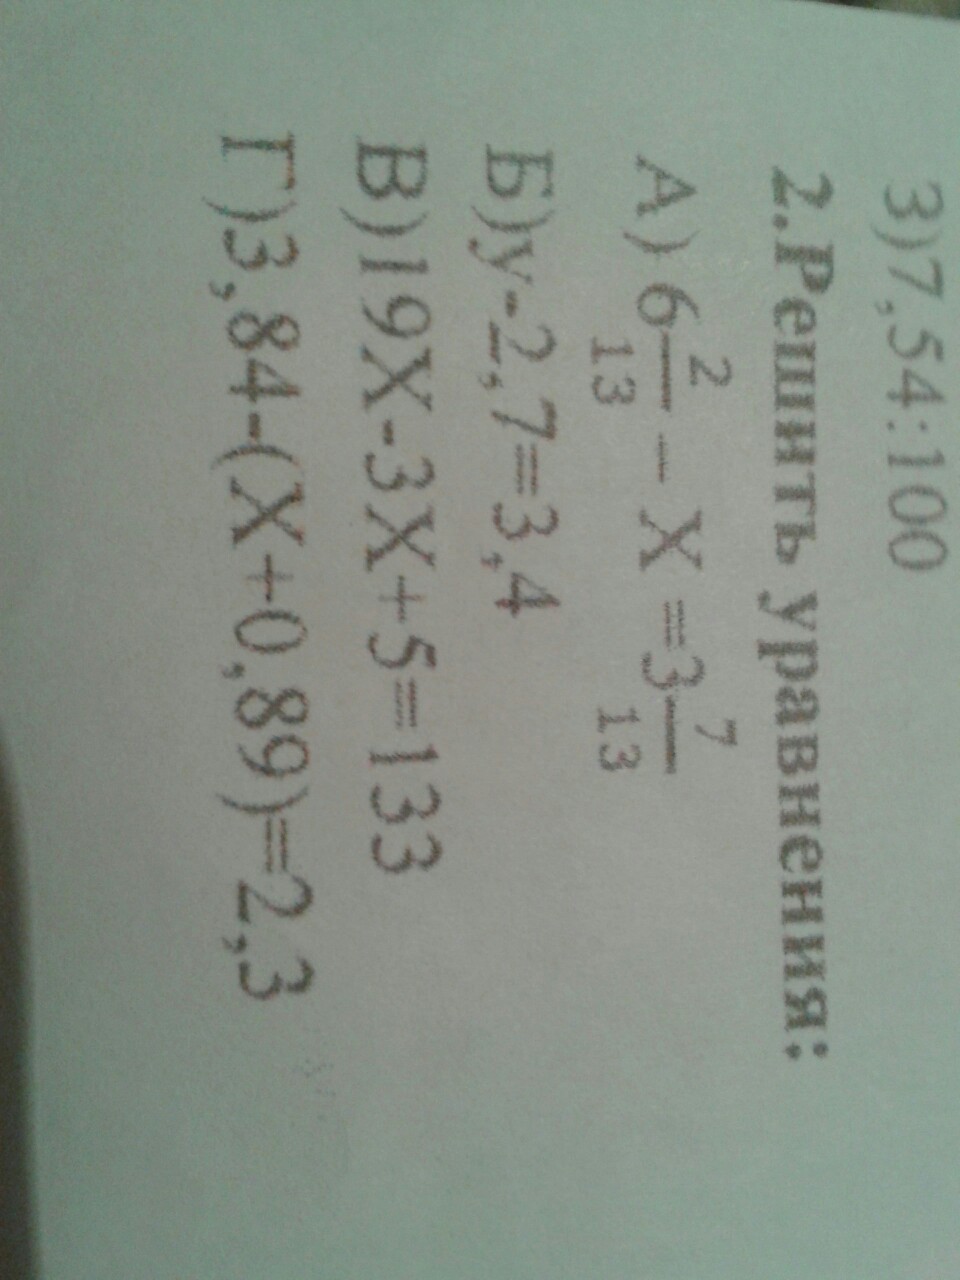 3)7,54:100
2.Решить уравнения:
А) 6 2/13 − Х =3 7/13
Б)у-2,7=3,4
В)19Х-3Х+5=133
Г)3,84-(Х+0,89)=2,3